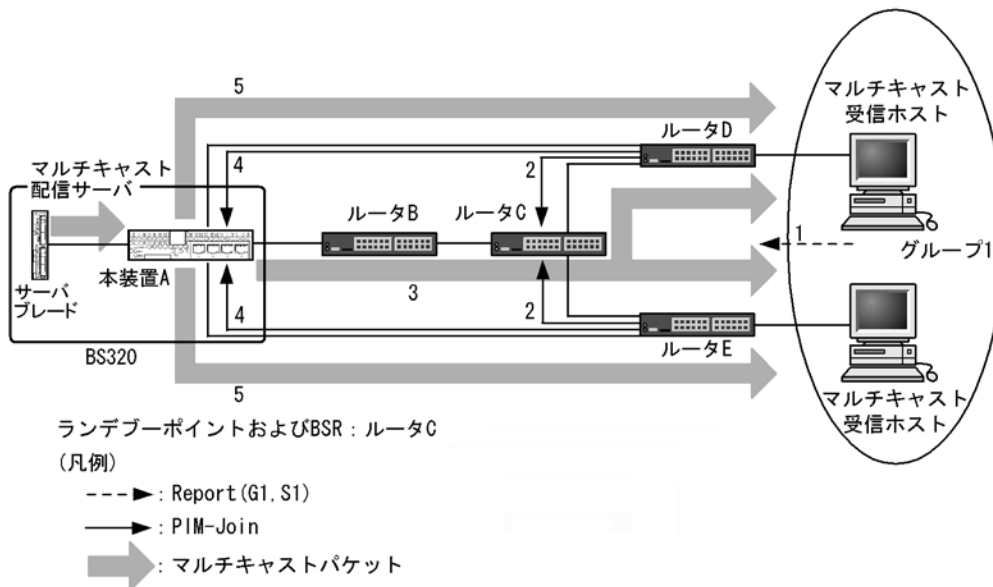 5
マルチキャスト
受信ホスト
ルータD
マルチキャスト
配信サーバ
4
2
ルータB
ルータC
1
グループ1
本装置A
サーバ
ブレード
3
4
2
BS320
ルータE
5
マルチキャスト
受信ホスト
ランデブーポイントおよびBSR：ルータC
(凡例)
：Report(G1,S1)
：PIM-Join
：マルチキャストパケット